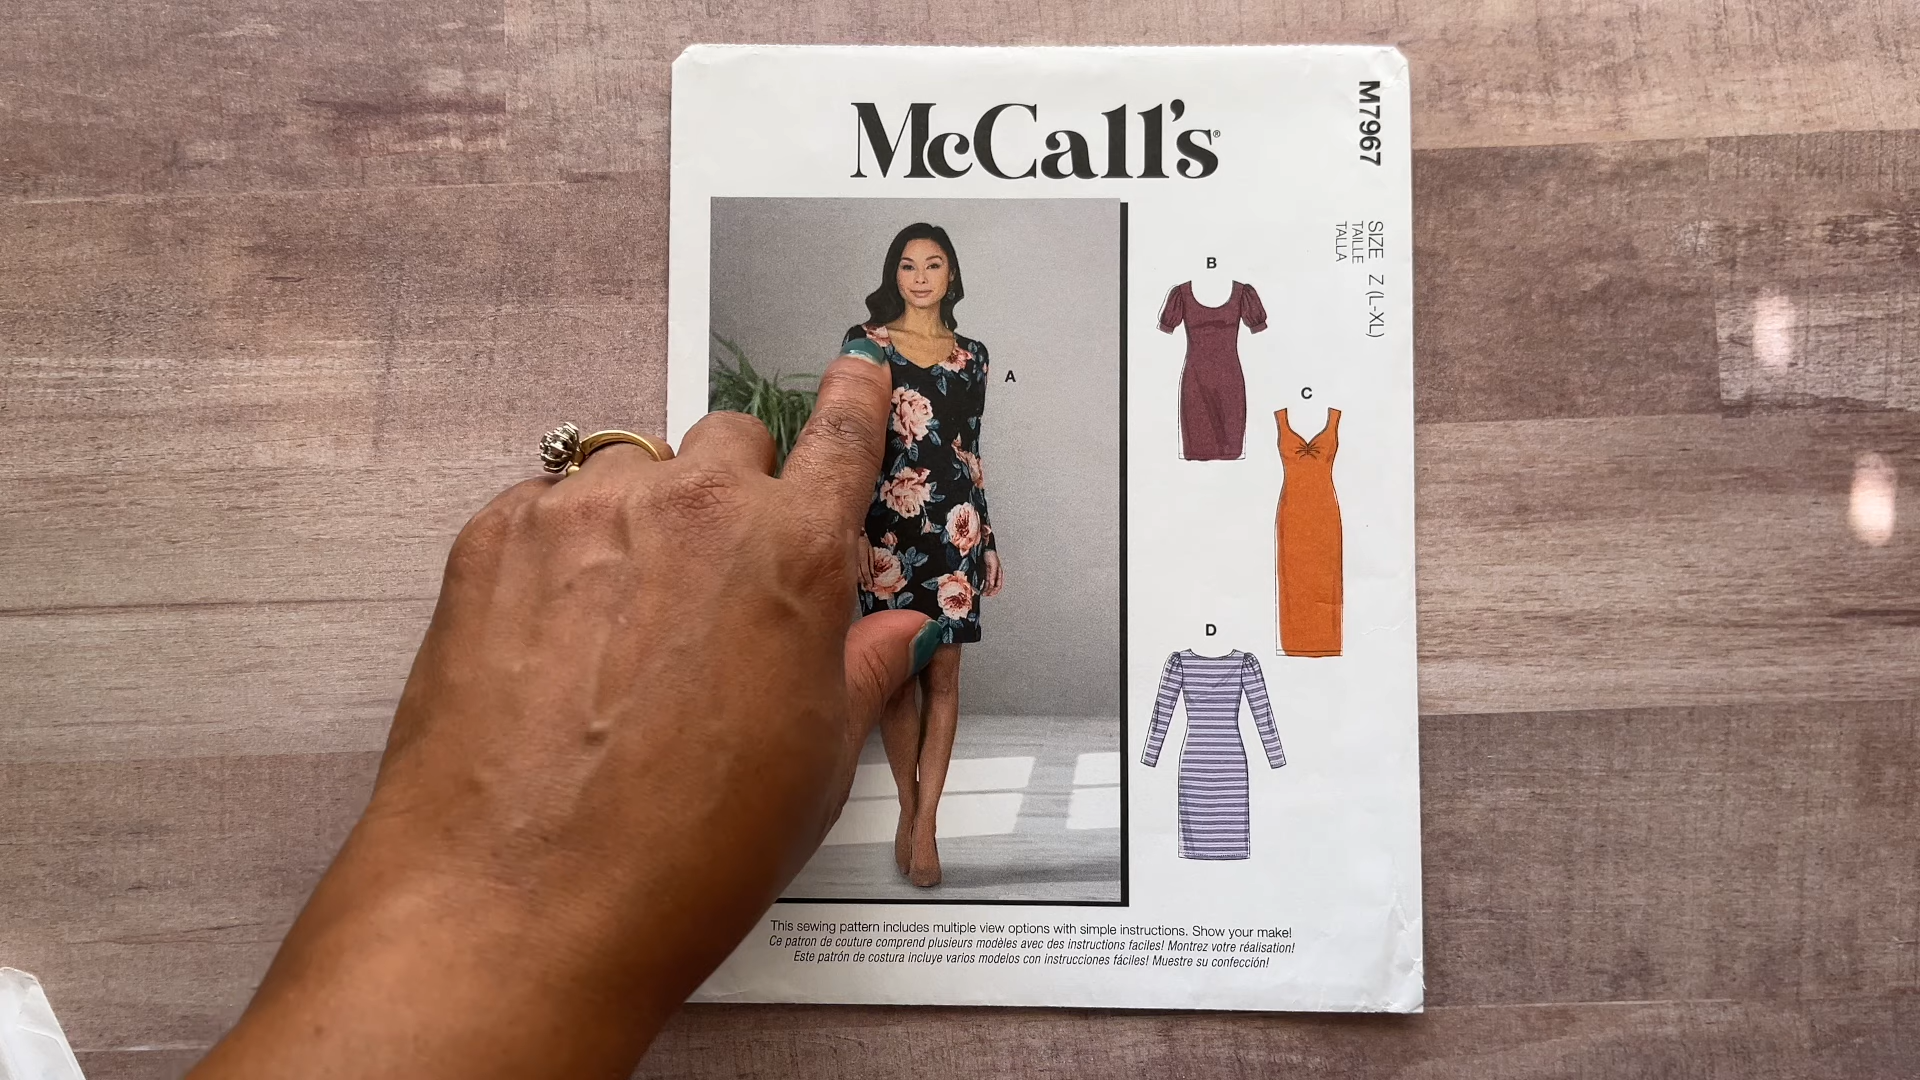 McCall's®
M7967
SIZE Z (L-XL)
TAILLE
TALLA
A
B
C
D
This sewing pattern includes multiple view options with simple instructions. Show your make!
Ce patron de couture comprend plusieurs modèles avec des instructions faciles! Montrez votre réalisation!
Este patrón de costura incluye varios modelos con instrucciones fáciles! Muestre su confección!